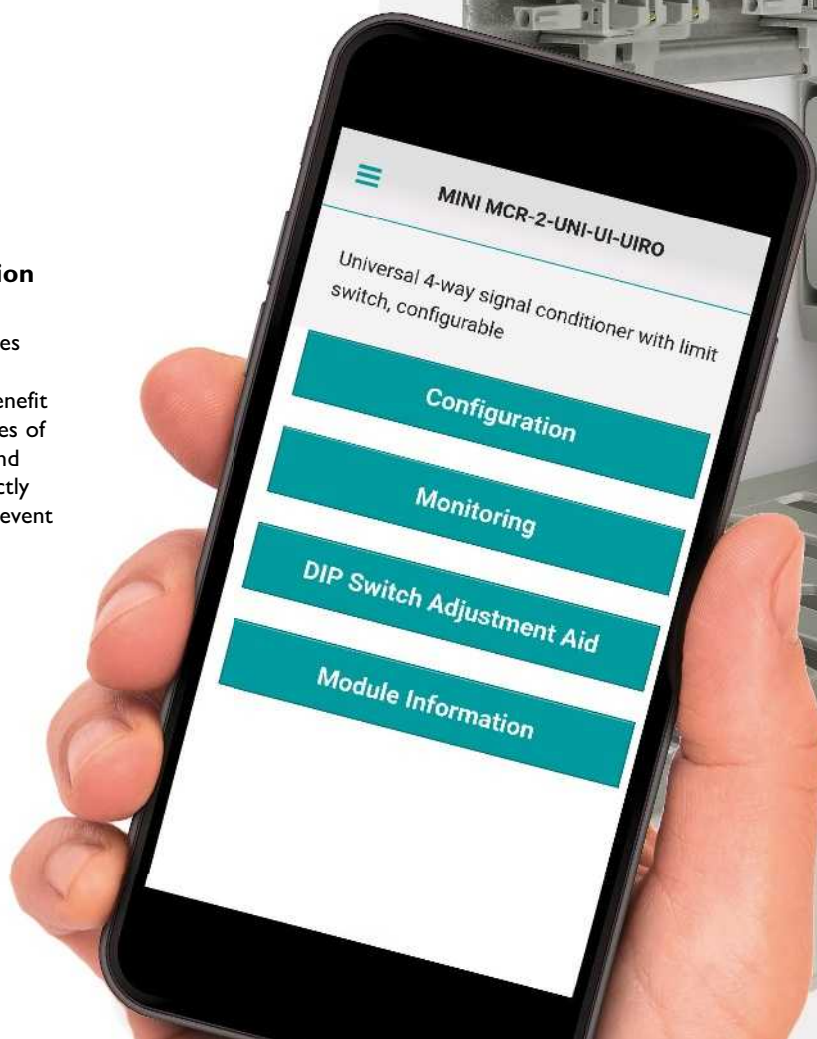 ion
es
enefit
es of
nd
ctly
event
MINI MCR-2-UNI-UI-UIRO
Universal 4-way signal conditioner with limit
switch, configurable
Configuration
Monitoring
DIP Switch Adjustment Aid
Module Information